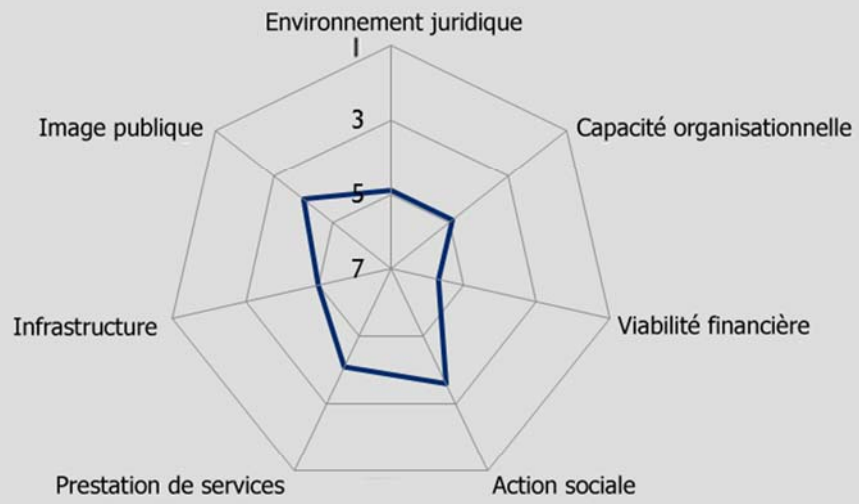 Environnement juridique
1
Image publique
3
Capacité organisationnelle
5
7
Infrastructure
Viabilité financière
Prestation de services
Action sociale